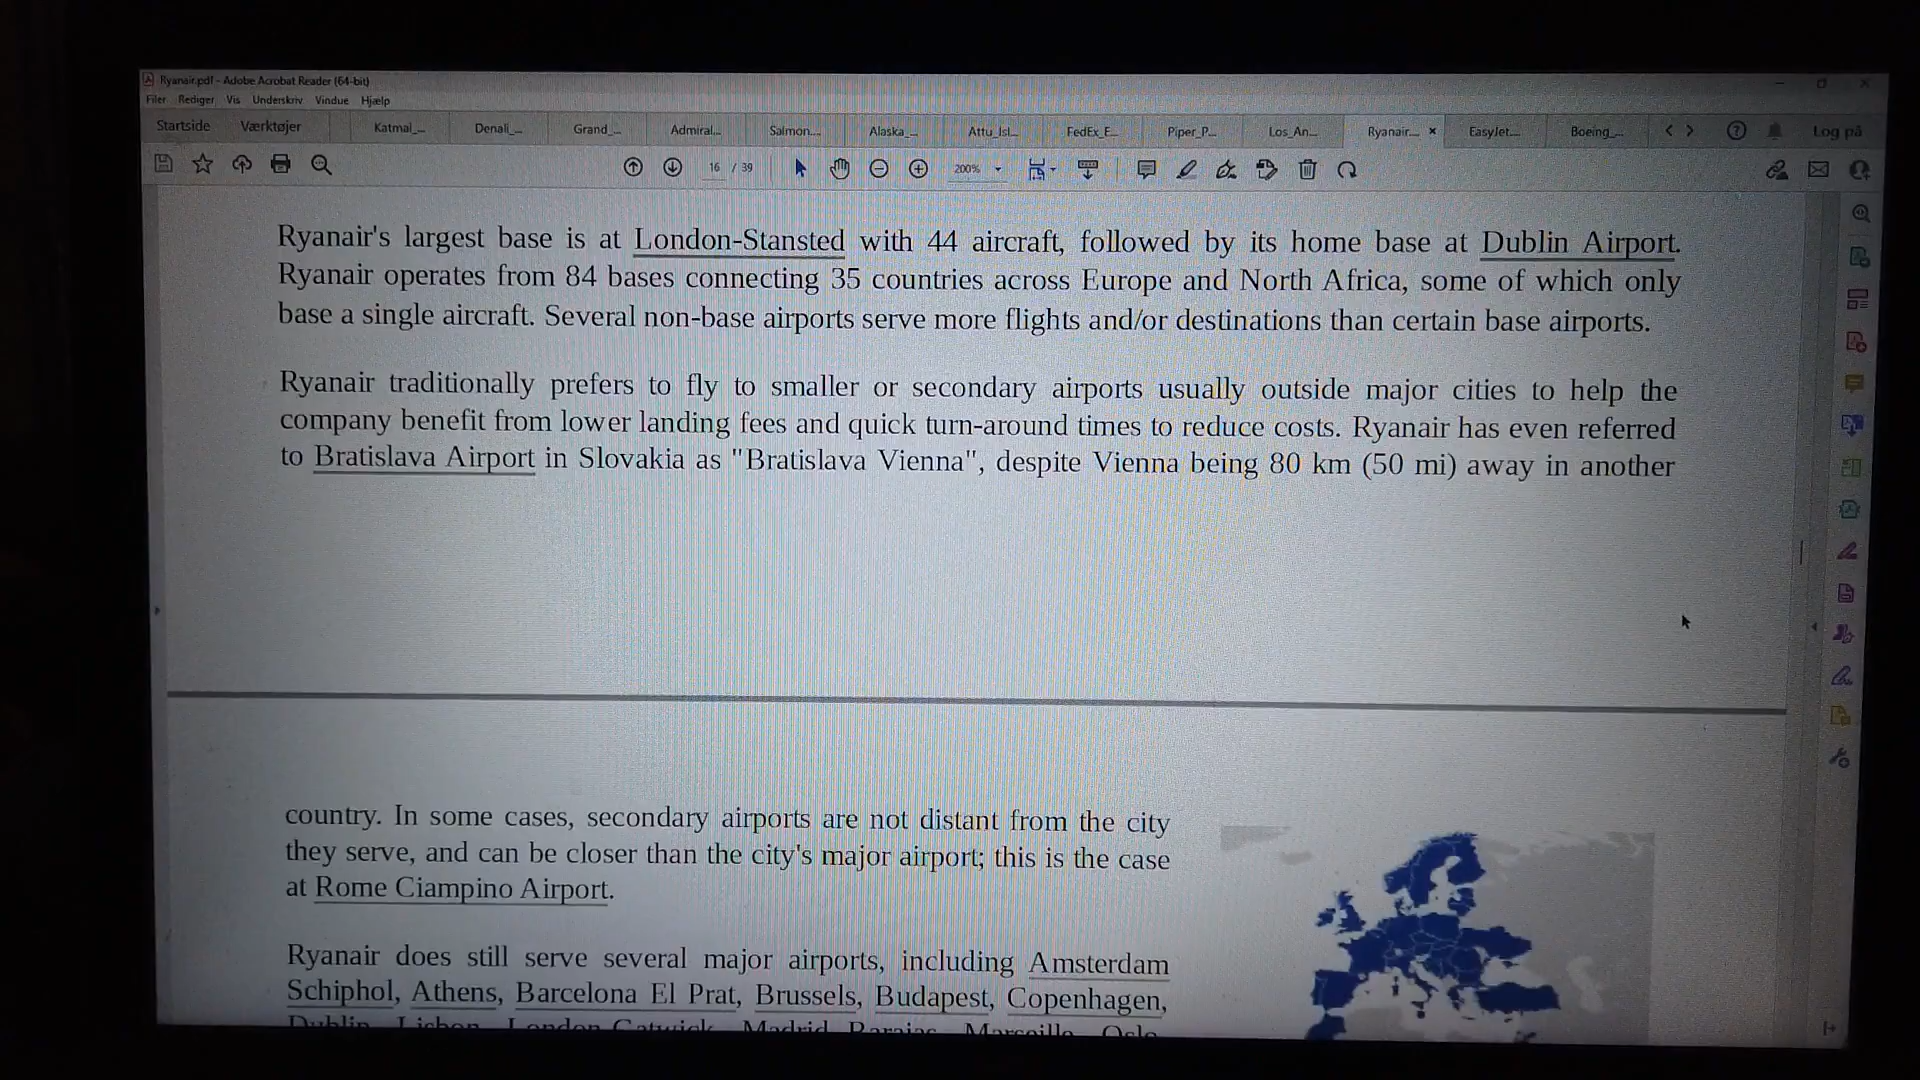 Ryanair.pdf - Adobe Acrobat Reader (64-bit)
Filer Rediger Vis Underskriv Vindue Hjælp
Startside Værktøjer Katmai_... Denali_... Grand_... Admiral... Salmon... Alaska_... Attu_Isl... FedEx_E... Piper_P... Los_An... Ryanair... × EasyJet... Boeing_... Log på
16 / 39 200%
Ryanair's largest base is at London-Stansted with 44 aircraft, followed by its home base at Dublin Airport.
Ryanair operates from 84 bases connecting 35 countries across Europe and North Africa, some of which only
base a single aircraft. Several non-base airports serve more flights and/or destinations than certain base airports.
Ryanair traditionally prefers to fly to smaller or secondary airports usually outside major cities to help the
company benefit from lower landing fees and quick turn-around times to reduce costs. Ryanair has even referred
to Bratislava Airport in Slovakia as "Bratislava Vienna", despite Vienna being 80 km (50 mi) away in another
country. In some cases, secondary airports are not distant from the city
they serve, and can be closer than the city's major airport; this is the case
at Rome Ciampino Airport.
Ryanair does still serve several major airports, including Amsterdam
Schiphol, Athens, Barcelona El Prat, Brussels, Budapest, Copenhagen,
Dublin, Lisbon, London Gatwick, Madrid Barajas, Marseille, Oslo